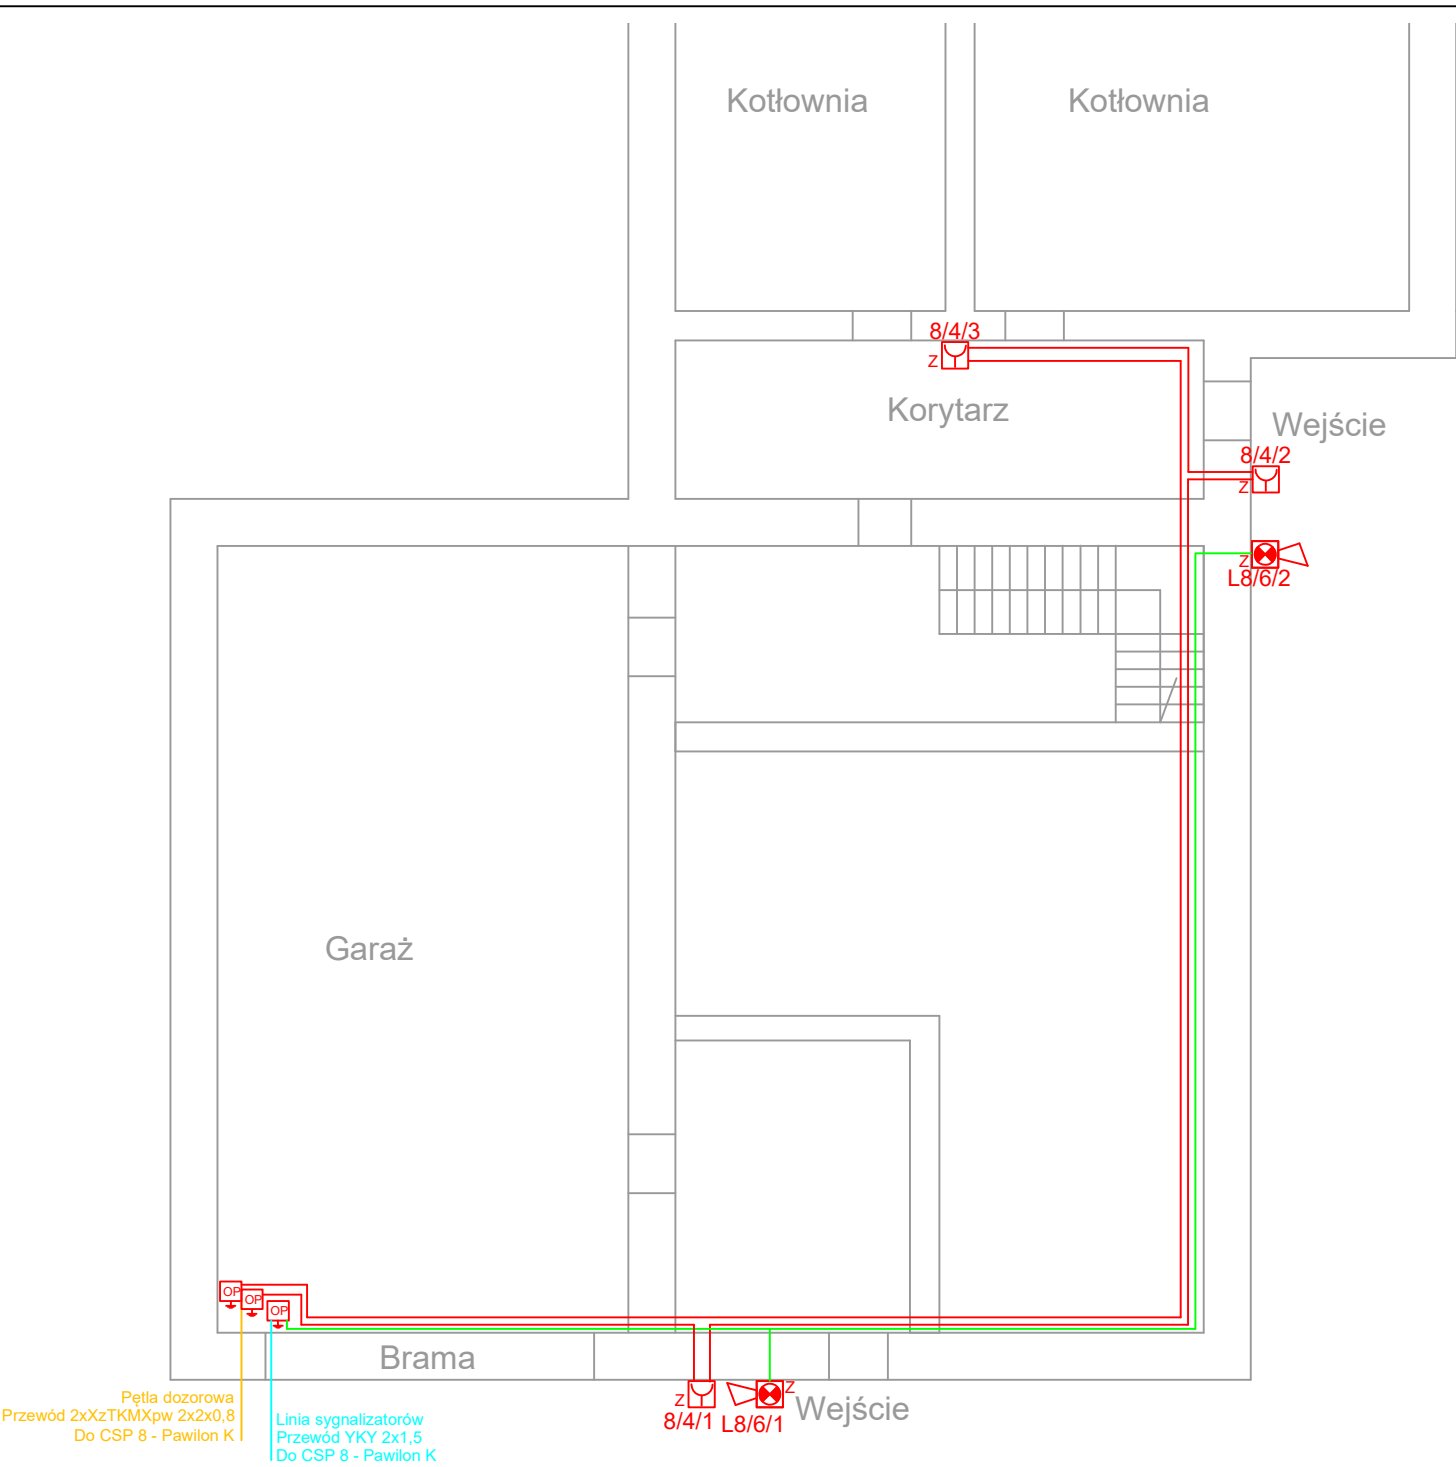 Kotłownia
Kotłownia
8/4/3
Z
Korytarz
Wejście
8/4/2
Z
Z
L8/6/2
Garaż
OP
OP
OP
Brama
Pętla dozorowa
Przewód 2xXzTKMXpw 2x2x0,8
Do CSP 8 - Pawilon K
Linia sygnalizatorów
Przewód YKY 2x1,5
Do CSP 8 - Pawilon K
Z
8/4/1
Z
L8/6/1
Wejście